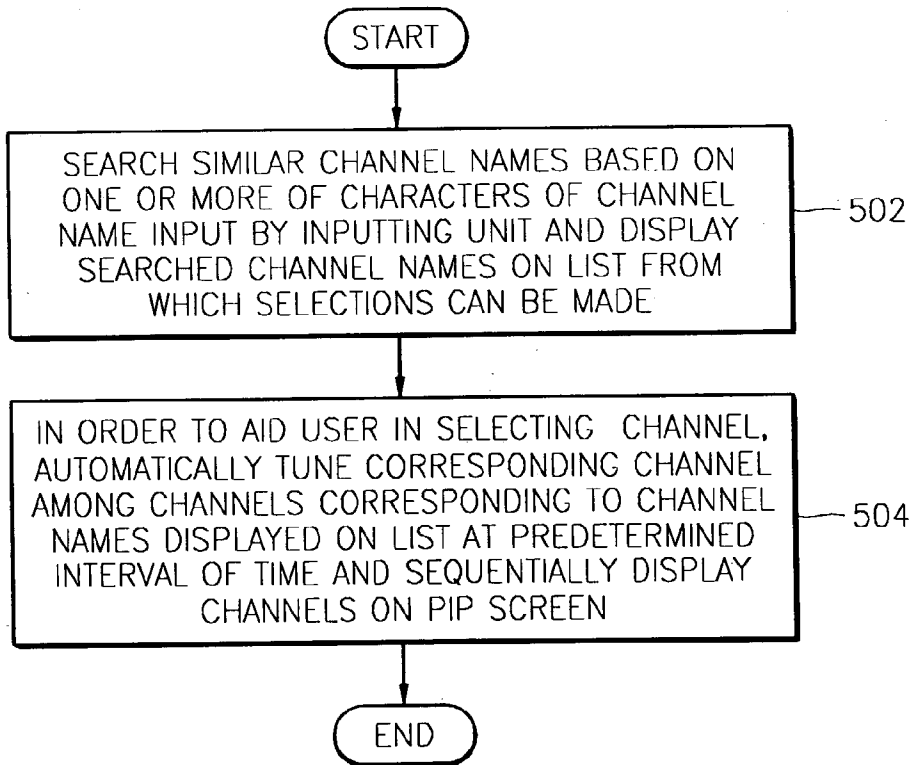 START
SEARCH SIMILAR CHANNEL NAMES BASED ON
ONE OR MORE OF CHARACTERS OF CHANNEL
NAME INPUT BY INPUTTING UNIT AND DISPLAY
SEARCHED CHANNEL NAMES ON LIST FROM
WHICH SELECTIONS CAN BE MADE
502
IN ORDER TO AID USER IN SELECTING CHANNEL,
AUTOMATICALLY TUNE CORRESPONDING CHANNEL
AMONG CHANNELS CORRESPONDING TO CHANNEL
NAMES DISPLAYED ON LIST AT PREDETERMINED
INTERVAL OF TIME AND SEQUENTIALLY DISPLAY
CHANNELS ON PIP SCREEN
504
END